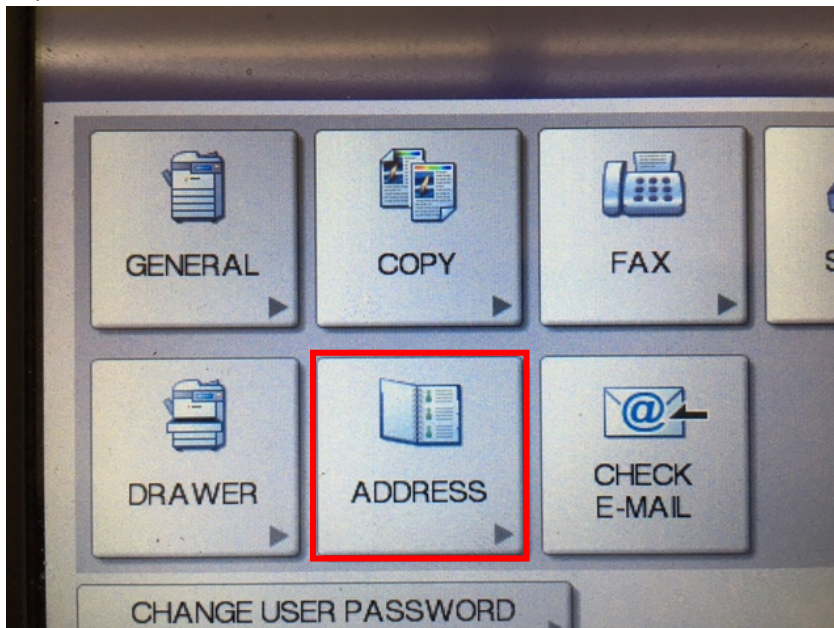 GENERAL
COPY
FAX
DRAWER
ADDRESS
@
CHECK
E-MAIL
CHANGE USER PASSWORD